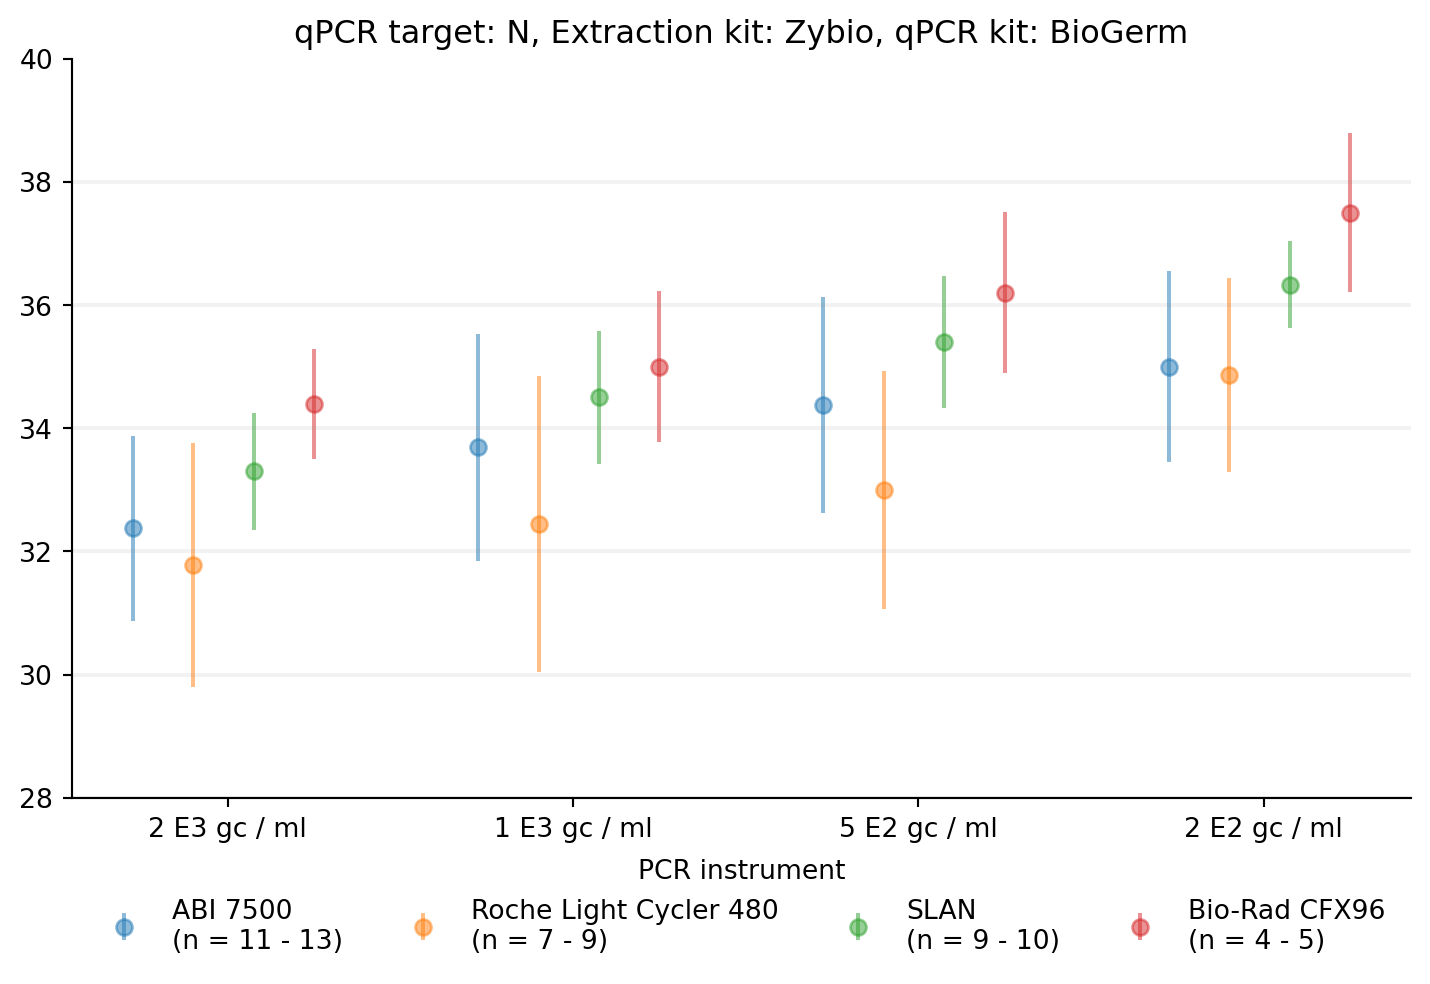 qPCR target: N, Extraction kit: Zybio, qPCR kit: BioGerm
40
38
36
34
32
30
28
2 E3 gc / ml
1 E3 gc / ml
5 E2 gc / ml
2 E2 gc / ml
PCR instrument
ABI 7500
(n = 11 - 13)
Roche Light Cycler 480
(n = 7 - 9)
SLAN
(n = 9 - 10)
Bio-Rad CFX96
(n = 4 - 5)